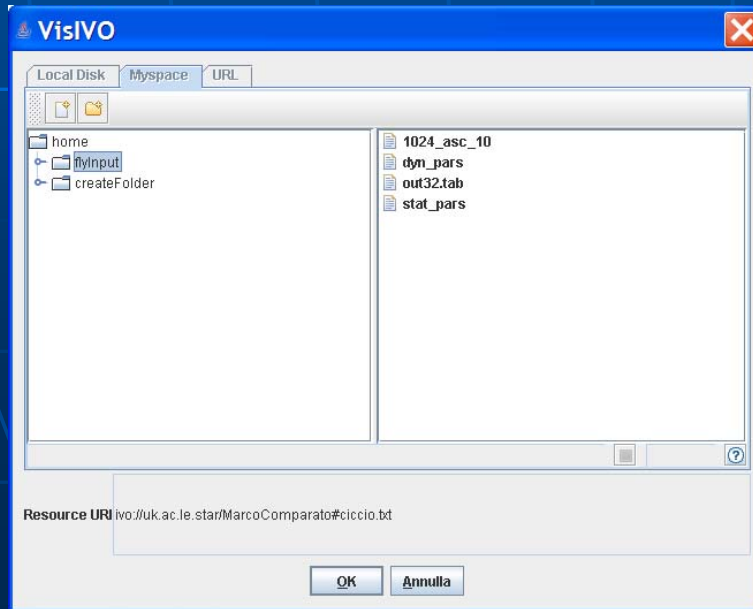 VisIVO
Local Disk Myspace URL
home
flyInput
createFolder
1024_asc_10
dyn_pars
out32.tab
stat_pars
Resource URI ivo://uk.ac.le.star/MarcoComparato#ciccio.txt
OK Annulla